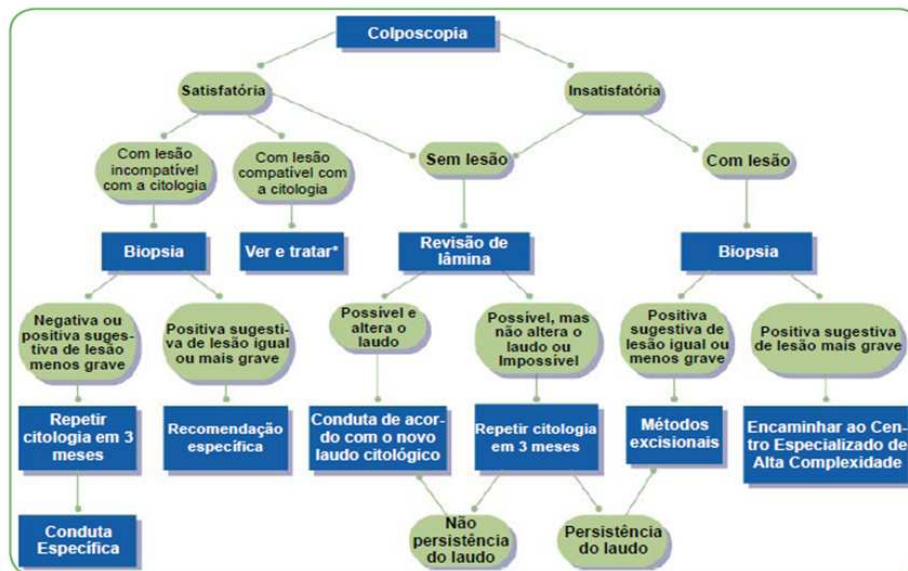 Colposcopia
Satisfatória
Insatisfatória
Com lesão
incompatível
com a citologia
Com lesão
compatível com
a citologia
Sem lesão
Com lesão
Biopsia
Ver e tratar*
Revisão de
lâmina
Biopsia
Negativa ou
positiva suges-
tiva de lesão
menos grave
Positiva sugesti-
va de lesão igual
ou mais grave
Possível e
altera o
laudo
Possível, mas
não altera o
laudo ou
Impossível
Positiva
sugestiva de
lesão igual ou
menos grave
Positiva sugestiva
de lesão mais grave
Repetir
citologia em 3
meses
Recomendação
específica
Conduta de acor-
do com o novo
laudo citológico
Repetir citologia
em 3 meses
Métodos
excisionais
Encaminhar ao Cen-
tro Especializado de
Alta Complexidade
Conduta
Específica
Não
persistência
do laudo
Persistência
do laudo